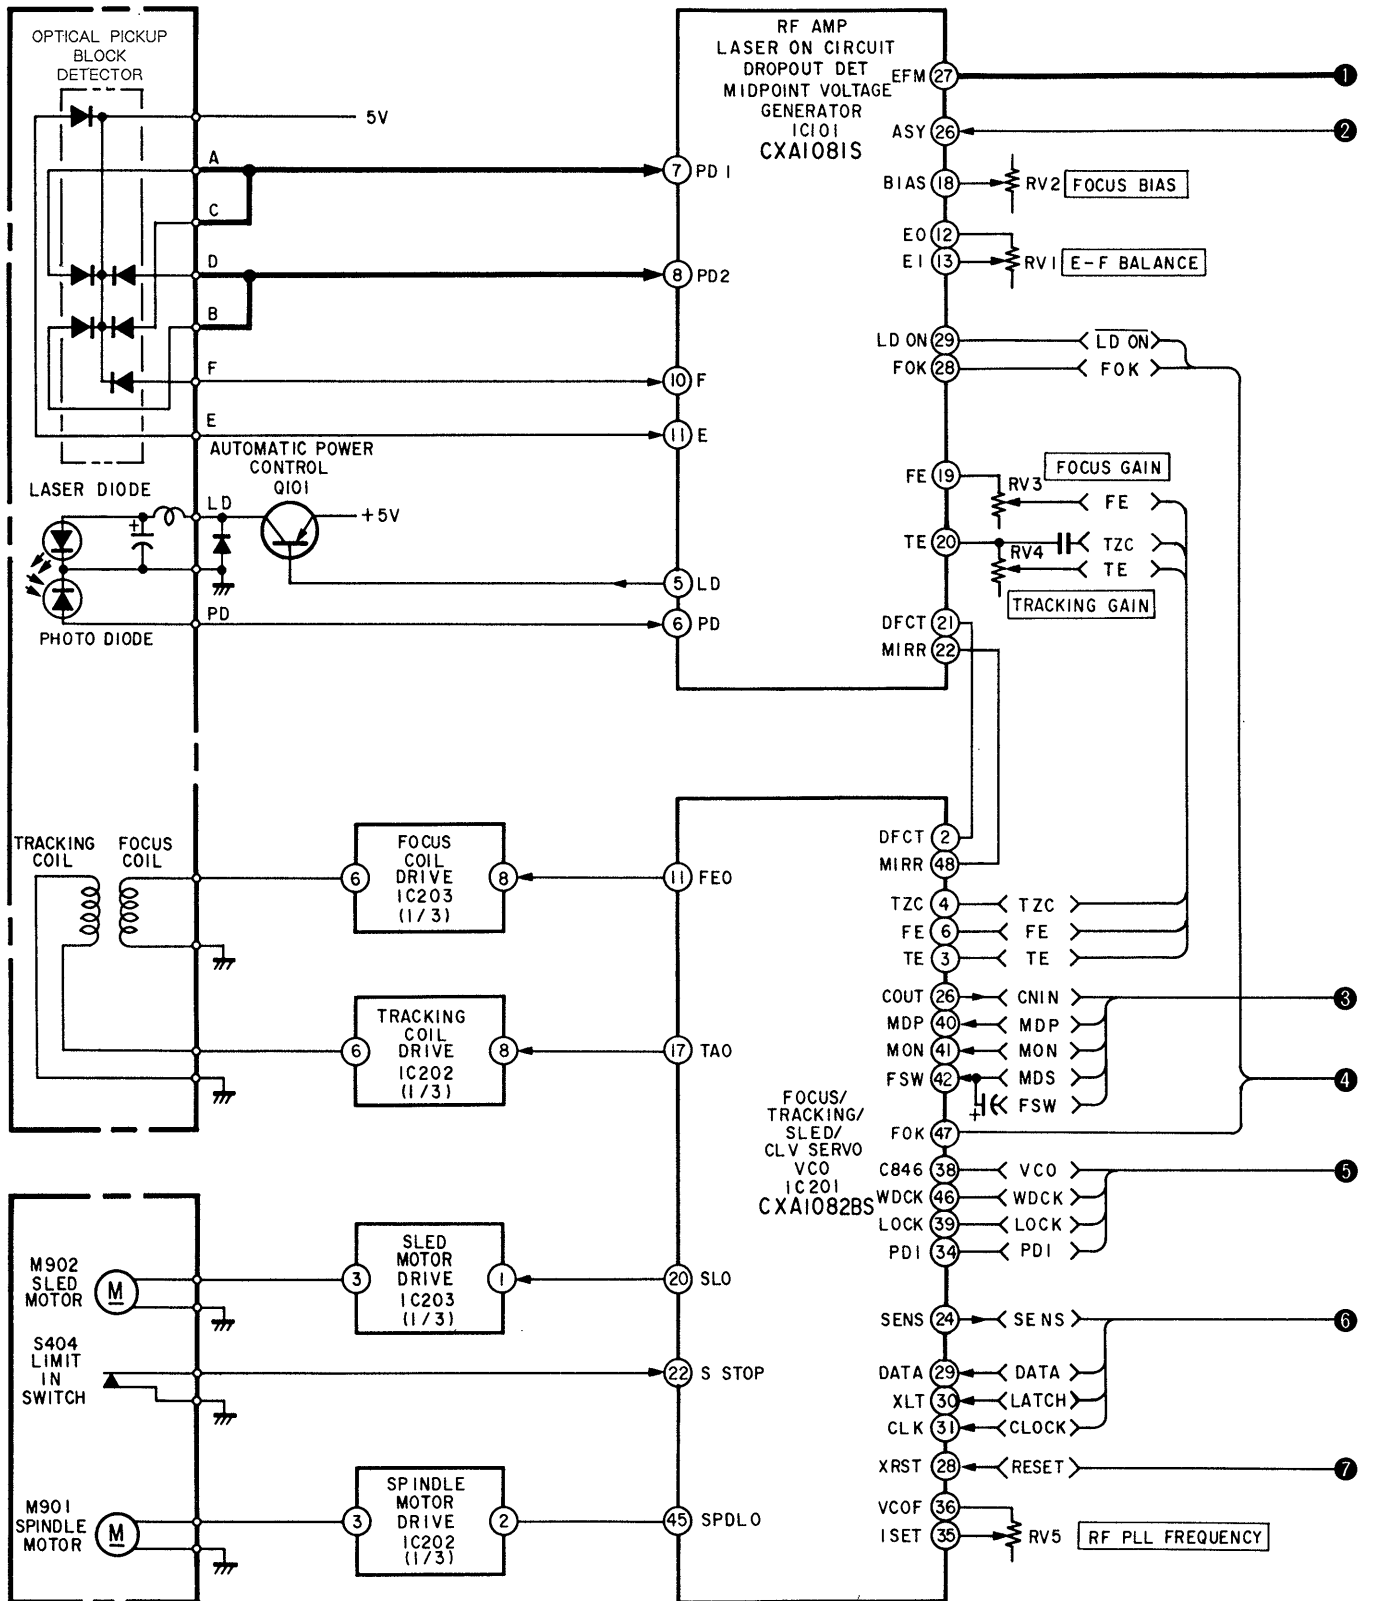 OPTICAL PICKUP
BLOCK
DETECTOR
5V
A
C
D
B
F
E
AUTOMATIC POWER
CONTROL
Q101
+5V
LASER DIODE
LD
+
PD
PHOTO DIODE
RF AMP
LASER ON CIRCUIT
DROPOUT DET
MIDPOINT VOLTAGE
GENERATOR
IC101
CXA1081S
7 PD1
8 PD2
10 F
11 E
5 LD
6 PD
EFM 27
1
ASY 26
2
BIAS 18
RV2 FOCUS BIAS
EO 12
EI 13
RV1 E-F BALANCE
LD ON 29
LD ON
FOK 28
FOK
FE 19
RV3
FOCUS GAIN
FE
TE 20
RV4
TZC
TE
TRACKING GAIN
DFCT 21
MIRR 22
TRACKING
COIL
FOCUS
COIL
FOCUS
COIL
DRIVE
IC203
(1/3)
6
8
11 FEO
TRACKING
COIL
DRIVE
IC202
(1/3)
6
8
17 TAO
FOCUS/
TRACKING/
SLED/
CLV SERVO
VCO
IC201
CXA1082BS
DFCT 2
MIRR 48
TZC 4 TZC
FE 6 FE
TE 3 TE
COUT 26 CNIN
3
MDP 40 MDP
MON 41 MON
FSW 42 MDS
4
+ FSW
FOK 47
C846 38 VCO
5
WDCK 46 WDCK
LOCK 39 LOCK
PDI 34 PDI
SENS 24 SENS
6
DATA 29 DATA
XLT 30 LATCH
CLK 31 CLOCK
XRST 28 RESET
7
VCOF 36
ISET 35
RV5 RF PLL FREQUENCY
M902
SLED
MOTOR
M
SLED
MOTOR
DRIVE
IC203
(1/3)
3
1
20 SLO
S404
LIMIT
IN
SWITCH
22 S STOP
M901
SPINDLE
MOTOR
M
SPINDLE
MOTOR
DRIVE
IC202
(1/3)
3
2
45 SPDLO